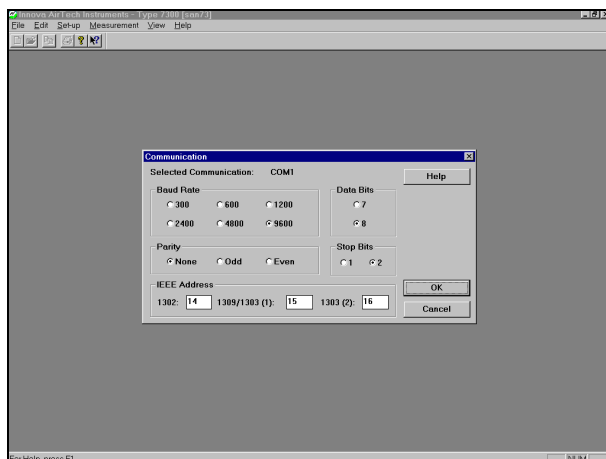 Innova AirTech Instruments - Type 7300 [san73]
File Edit Set-up Measurement View Help
Communication
Selected Communication: COM1
Help
Baud Rate
Data Bits
300 600 1200
7
2400 4800 9600
8
Parity
Stop Bits
None Odd Even
1 2
IEEE Address
1302: 14 1309/1303 (1): 15 1303 (2): 16
OK
Cancel
For Help, press F1
NUM